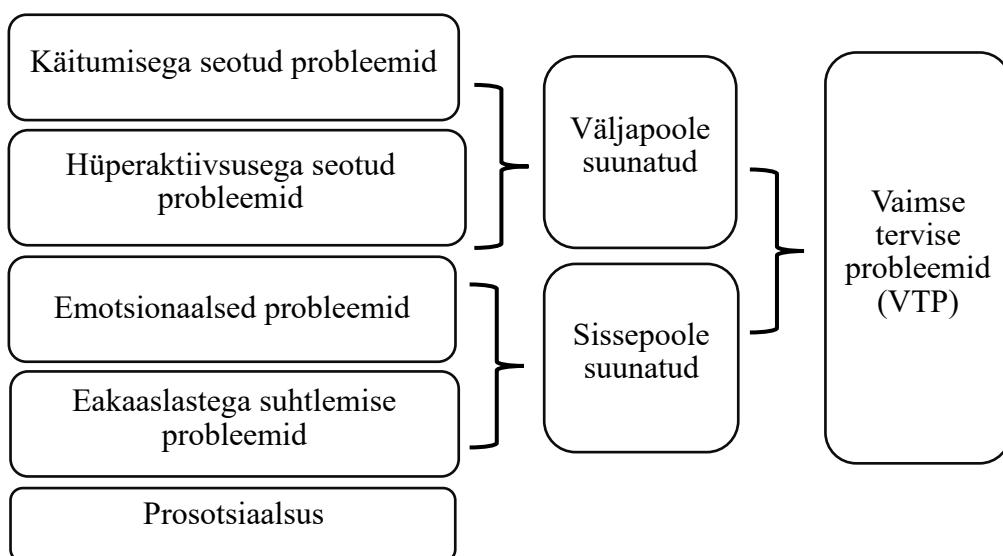 Käitumisega seotud probleemid
Hüperaktiivsusega seotud
probleemid
Emotsionaalsed probleemid
Eakaaslastega suhtlemise
probleemid
Prosotsiaalsus
Väljapoole
suunatud
Sissepoole
suunatud
Vaimse
tervise
probleemid
(VTP)